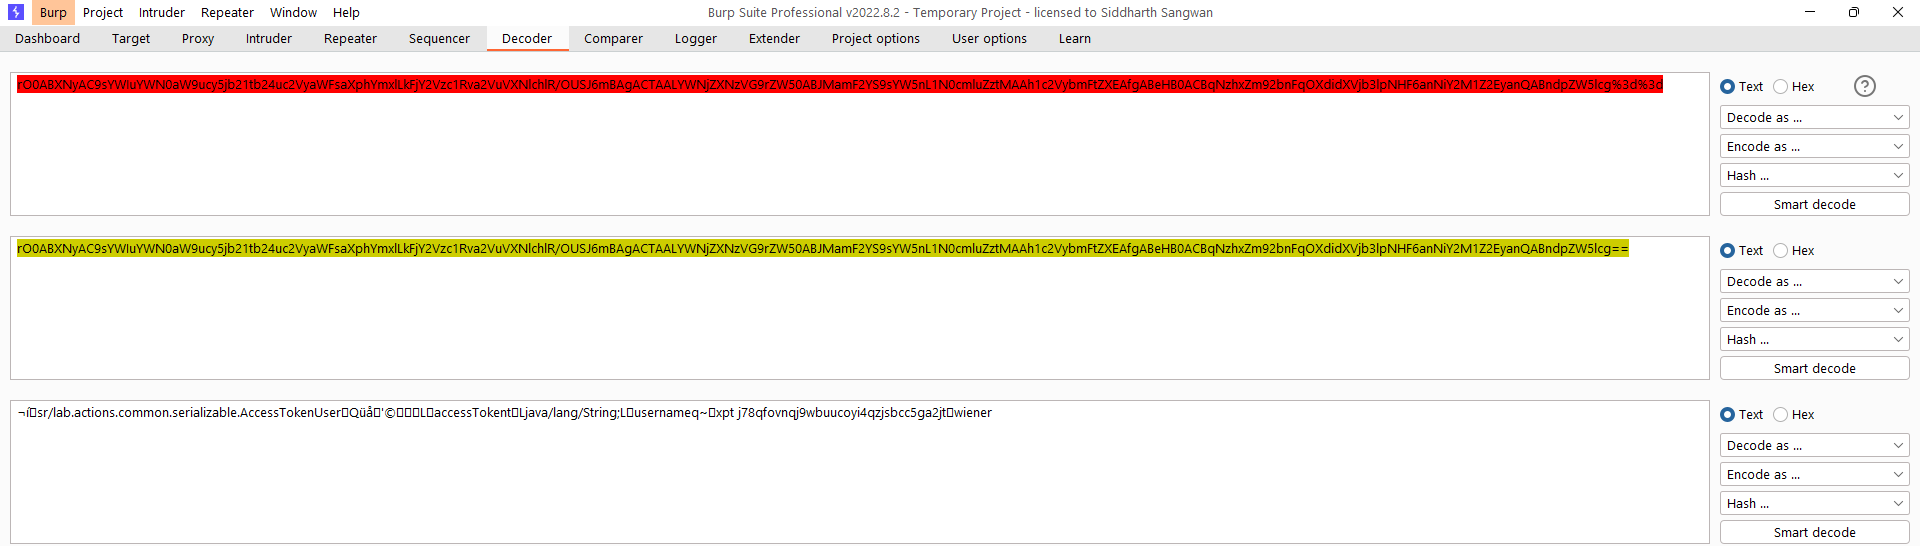 Burp Project Intruder Repeater Window Help Burp Suite Professional v2022.8.2 - Temporary Project - licensed to Siddharth Sangwan
Dashboard Target Proxy Intruder Repeater Sequencer Decoder Comparer Logger Extender Project options User options Learn
rO0ABXNyAC9sYWIuYWN0aW9ucy5jb21tb24uc2VyaWFsaXphYmxlLkFjY2Vzc1Rva2VuVXNlchlR/OUSJ6mBAgACTAALYWNjZXNzVG9rZW50ABJMamF2YS9sYW5nL1N0cmluZztMAAh1c2VybmFtZXEAfgABeHB0ACBqNzhxZm92bnFqOXdidXVjb3lpNHF6anNiY2M1Z2EyanQABndpZW5lcg%3d%3d
Text Hex ?
Decode as ...
Encode as ...
Hash ...
Smart decode
rO0ABXNyAC9sYWIuYWN0aW9ucy5jb21tb24uc2VyaWFsaXphYmxlLkFjY2Vzc1Rva2VuVXNlchlR/OUSJ6mBAgACTAALYWNjZXNzVG9rZW50ABJMamF2YS9sYW5nL1N0cmluZztMAAh1c2VybmFtZXEAfgABeHB0ACBqNzhxZm92bnFqOXdidXVjb3lpNHF6anNiY2M1Z2EyanQABndpZW5lcg==
Text Hex
Decode as ...
Encode as ...
Hash ...
Smart decode
¬í▯sr/lab.actions.common.serializable.AccessTokenUser▯Qüå▯'©▯▯▯L▯accessTokent▯Ljava/lang/String;L▯usernameq~▯xpt j78qfovnqj9wbuucoyi4qzjsbcc5ga2jt▯wiener
Text Hex
Decode as ...
Encode as ...
Hash ...
Smart decode